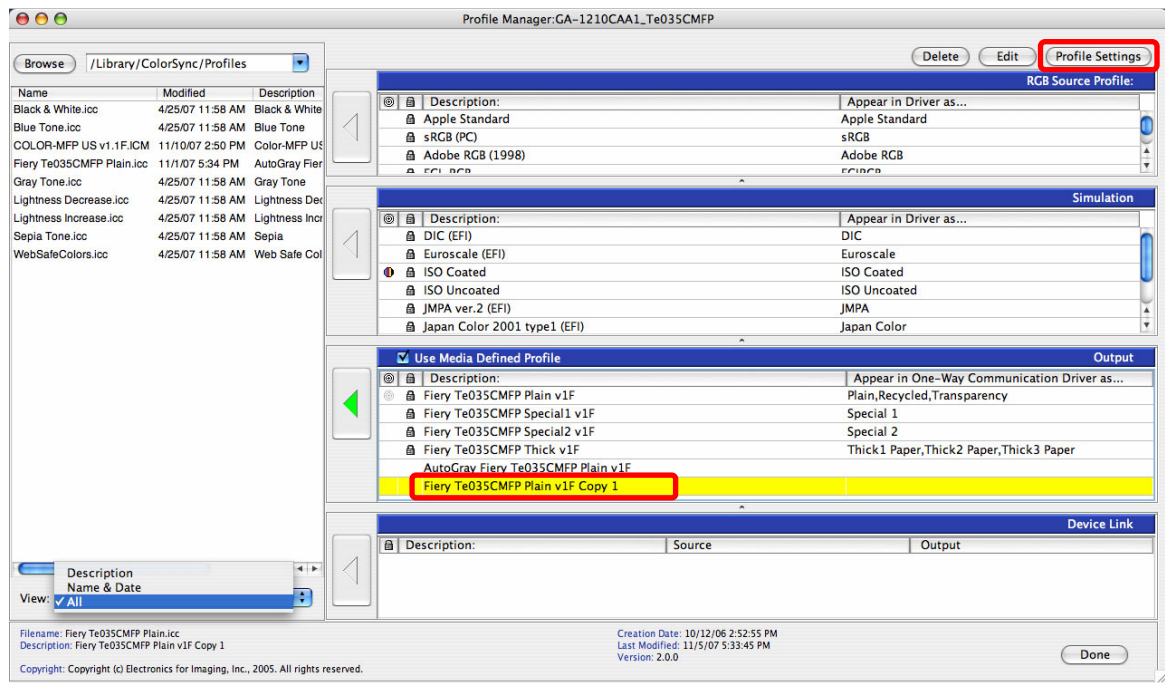 Profile Manager:GA-1210CAA1_Te035CMFP
Browse /Library/ColorSync/Profiles
Delete Edit Profile Settings
Name Modified Description
Black & White.icc 4/25/07 11:58 AM Black & White
Blue Tone.icc 4/25/07 11:58 AM Blue Tone
COLOR-MFP US v1.1F.ICM 11/10/07 2:50 PM Color-MFP US
Fiery Te035CMFP Plain.icc 11/1/07 5:34 PM AutoGray Fier
Gray Tone.icc 4/25/07 11:58 AM Gray Tone
Lightness Decrease.icc 4/25/07 11:58 AM Lightness Dec
Lightness Increase.icc 4/25/07 11:58 AM Lightness Incr
Sepia Tone.icc 4/25/07 11:58 AM Sepia
WebSafeColors.icc 4/25/07 11:58 AM Web Safe Col
RGB Source Profile:
Description: Appear in Driver as...
Apple Standard Apple Standard
sRGB (PC) sRGB
Adobe RGB (1998) Adobe RGB
Simulation
Description: Appear in Driver as...
DIC (EFI) DIC
Euroscale (EFI) Euroscale
ISO Coated ISO Coated
ISO Uncoated ISO Uncoated
JMPA ver.2 (EFI) JMPA
Japan Color 2001 type1 (EFI) Japan Color
Use Media Defined Profile Output
Description: Appear in One-Way Communication Driver as...
Fiery Te035CMFP Plain v1F Plain,Recycled,Transparency
Fiery Te035CMFP Special1 v1F Special 1
Fiery Te035CMFP Special2 v1F Special 2
Fiery Te035CMFP Thick v1F Thick1 Paper,Thick2 Paper,Thick3 Paper
AutoGray Fiery Te035CMFP Plain v1F
Fiery Te035CMFP Plain v1F Copy 1
Device Link
Description: Source Output
Description
Name & Date
View: ✓ All
Filename: Fiery Te035CMFP Plain.icc
Description: Fiery Te035CMFP Plain v1F Copy 1
Copyright: Copyright (c) Electronics for Imaging, Inc., 2005. All rights reserved.
Creation Date: 10/12/06 2:52:55 PM
Last Modified: 11/5/07 5:33:45 PM
Version: 2.0.0
Done